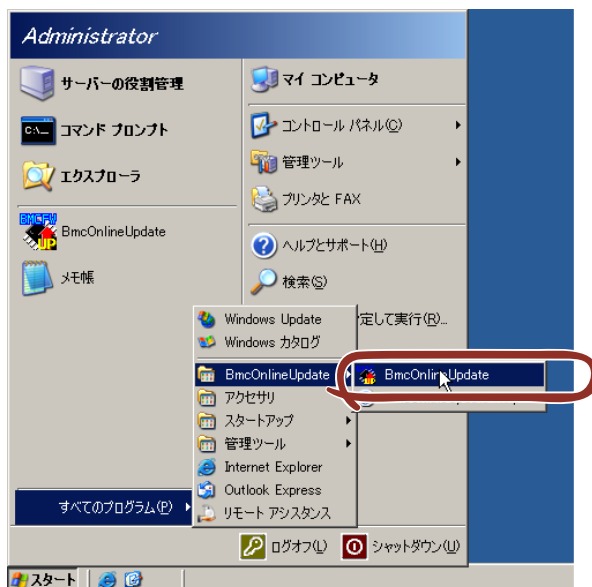 Administrator
サーバーの役割管理
コマンド プロンプト
エクスプローラ
BmcOnlineUpdate
メモ帳
すべてのプログラム(P)
マイ コンピュータ
コントロール パネル(C)
管理ツール
プリンタと FAX
ヘルプとサポート(H)
検索(S)
定して実行(R)...
Windows Update
Windows カタログ
BmcOnlineUpdate
アクセサリ
スタートアップ
管理ツール
Internet Explorer
Outlook Express
リモート アシスタンス
BmcOnlineUpdate
ログオフ(L)
シャットダウン(U)
スタート